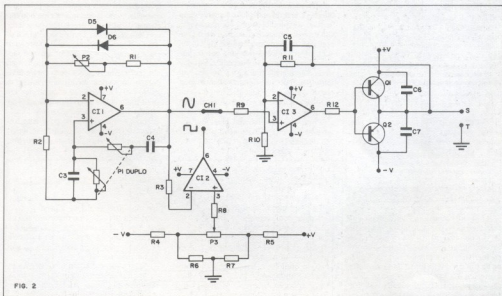 D5
D6
P2
R1
+V
2
7
CI 1
6
3
4
-V
R2
C4
P1 DUPLO
C3
R3
CH1
R9
C5
R11
+V
2
7
CI 3
6
3
4
-V
R10
R12
+V
Q1
C6
S
T
Q2
C7
-V
6
+V
7
4
-V
CI 2
2
3
R8
-V
R4
P3
R5
+V
R6
R7
FIG. 2